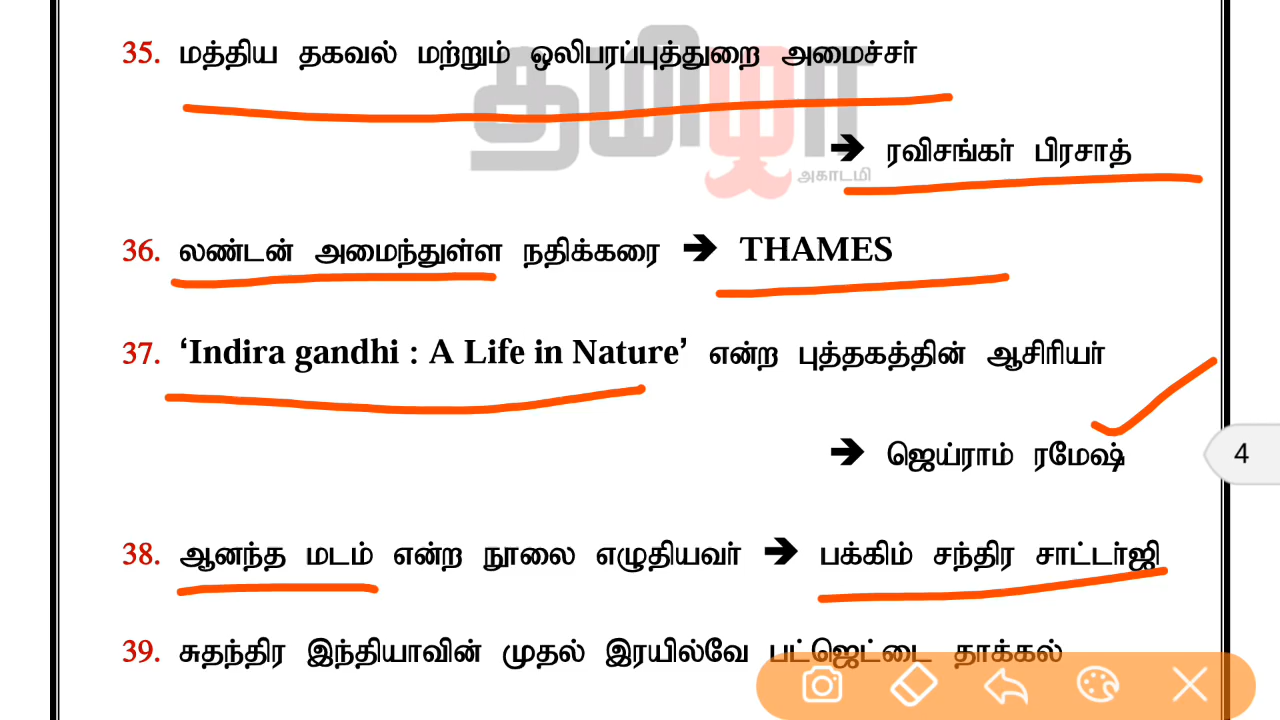 35. மத்திய தகவல் மற்றும் ஒலிபரப்புத்துறை அமைச்சர்
தமிழா
அகாடமி
➔ ரவிசங்கர் பிரசாத்
36. லண்டன் அமைந்துள்ள நதிக்கரை ➔ THAMES
37. ‘Indira gandhi : A Life in Nature’ என்ற புத்தகத்தின் ஆசிரியர்
➔ ஜெய்ராம் ரமேஷ்
4
38. ஆனந்த மடம் என்ற நூலை எழுதியவர் ➔ பக்கிம் சந்திர சாட்டர்ஜி
39. சுதந்திர இந்தியாவின் முதல் இரயில்வே பட்ஜெட்டை தாக்கல்